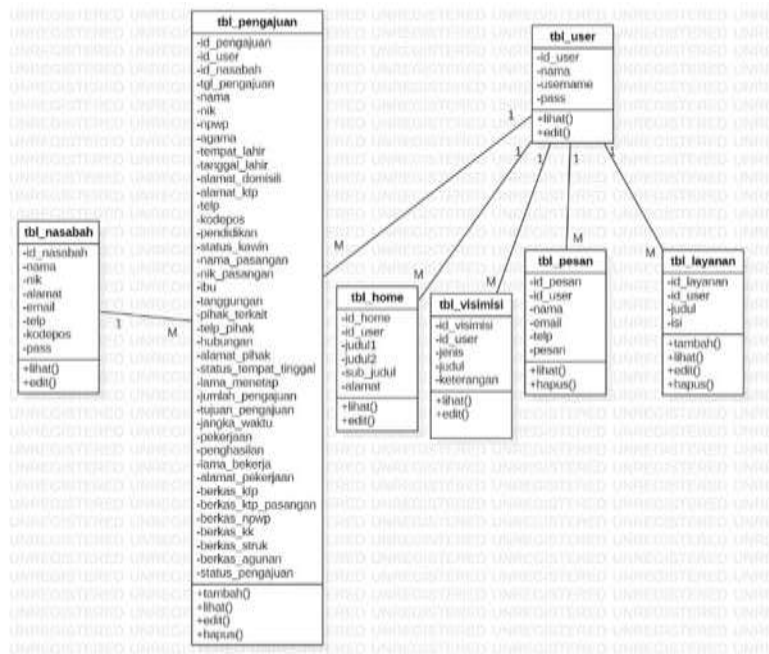 tbl_pengajuan
-id_pengajuan
-id_user
-id_nasabah
-tgl_pengajuan
-nama
-nik
-npwp
-agama
-tempat_lahir
-tanggal_lahir
-alamat_domisili
-alamat_ktp
-telp
-kodepos
-pendidikan
-status_kawin
-nama_pasangan
-nik_pasangan
-ibu
-tanggungan
-pihak_terkait
-telp_pihak
-hubungan
-alamat_pihak
-status_tempat_tinggal
-lama_menetap
-jumlah_pengajuan
-tujuan_pengajuan
-jangka_waktu
-pekerjaan
-penghasilan
-lama_bekerja
-alamat_pekerjaan
-berkas_ktp
-berkas_ktp_pasangan
-berkas_npwp
-berkas_kk
-berkas_struk
-berkas_agunan
-status_pengajuan
+tambah()
+lihat()
+edit()
+hapus()
tbl_user
-id_user
-nama
-username
-pass
+lihat()
+edit()
tbl_nasabah
-id_nasabah
-nama
-nik
-alamat
-email
-telp
-kodepos
-pass
+lihat()
+edit()
1
M
1
M
1
M
1
M
1
M
1
M
tbl_home
-id_home
-id_user
-judul1
-judul2
-sub_judul
-alamat
+lihat()
+edit()
tbl_visimisi
-id_visimisi
-id_user
-jenis
-judul
-keterangan
+lihat()
+edit()
tbl_pesan
-id_pesan
-id_user
-nama
-email
-telp
-pesan
+lihat()
+hapus()
tbl_layanan
-id_layanan
-id_user
-judul
-isi
+tambah()
+lihat()
+edit()
+hapus()